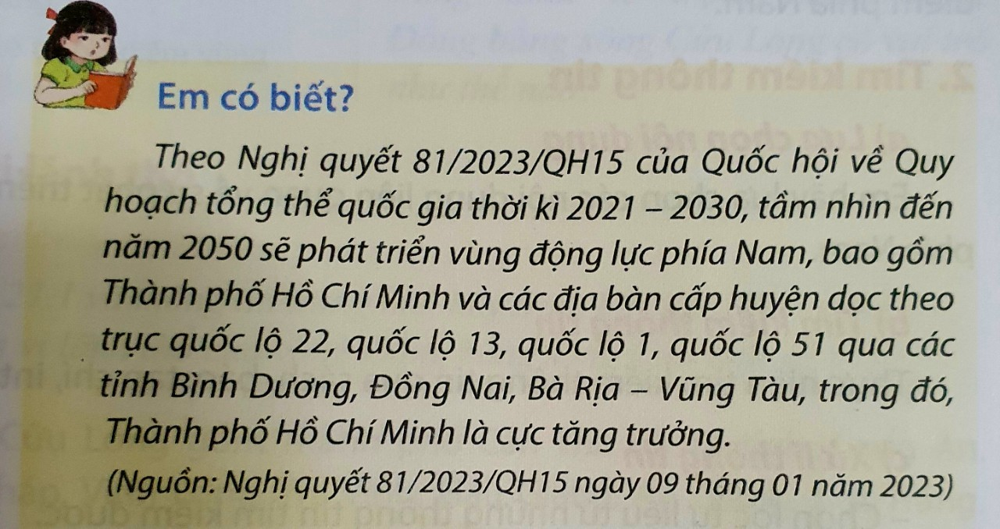 Em có biết?
Theo Nghị quyết 81/2023/QH15 của Quốc hội về Quy
hoạch tổng thể quốc gia thời kì 2021 – 2030, tầm nhìn đến
năm 2050 sẽ phát triển vùng động lực phía Nam, bao gồm
Thành phố Hồ Chí Minh và các địa bàn cấp huyện dọc theo
trục quốc lộ 22, quốc lộ 13, quốc lộ 1, quốc lộ 51 qua các
tỉnh Bình Dương, Đồng Nai, Bà Rịa – Vũng Tàu, trong đó,
Thành phố Hồ Chí Minh là cực tăng trưởng.
(Nguồn: Nghị quyết 81/2023/QH15 ngày 09 tháng 01 năm 2023)